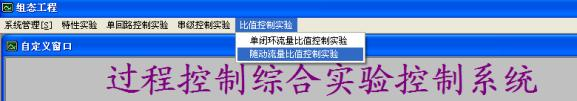 组态工程
系统管理[S] 特性实验 单回路控制实验 串级控制实验 比值控制实验
单闭环流量比值控制实验
随动流量比值控制实验
自定义窗口
过程控制综合实验控制系统